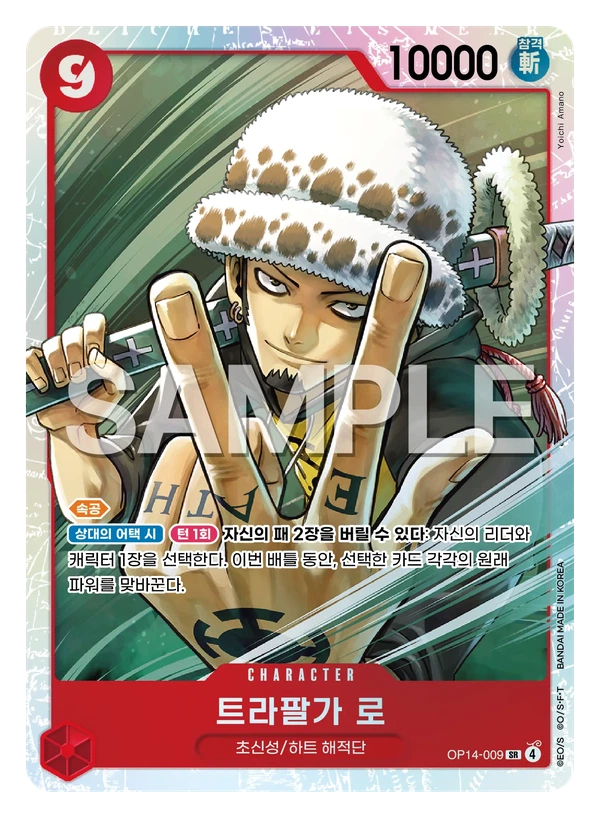 9
10000
참격
斬
Yoichi Amano
SAMPLE
DEATH
속공
상대의 어택 시 턴 1회 자신의 패 2장을 버릴 수 있다: 자신의 리더와
캐릭터 1장을 선택한다. 이번 배틀 동안, 선택한 카드 각각의 원래
파워를 맞바꾼다.
CHARACTER
트라팔가 로
초신성/하트 해적단
OP14-009 SR 4
©EO/S ©O/S·F·T BANDAI MADE IN KOREA